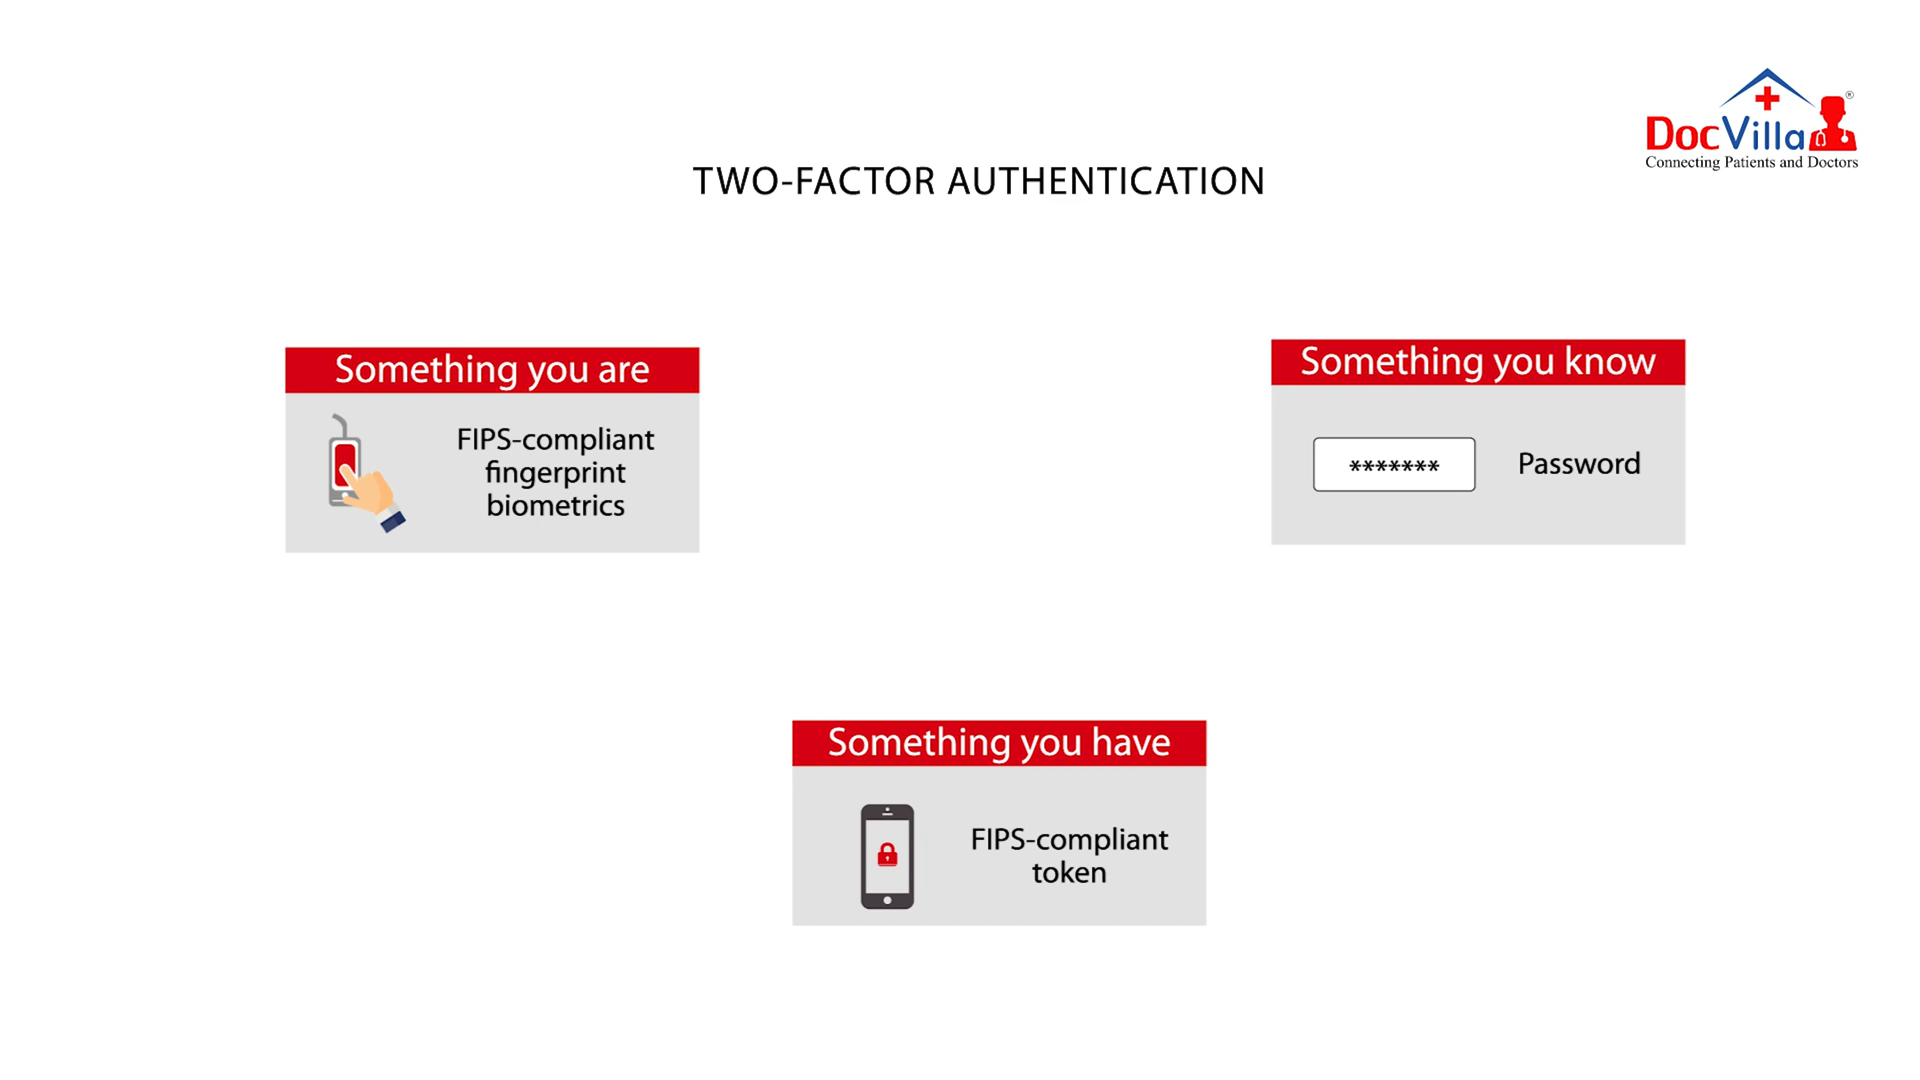 DocVilla®
Connecting Patients and Doctors
TWO-FACTOR AUTHENTICATION
Something you are
FIPS-compliant
fingerprint
biometrics
Something you know
*******
Password
Something you have
FIPS-compliant
token